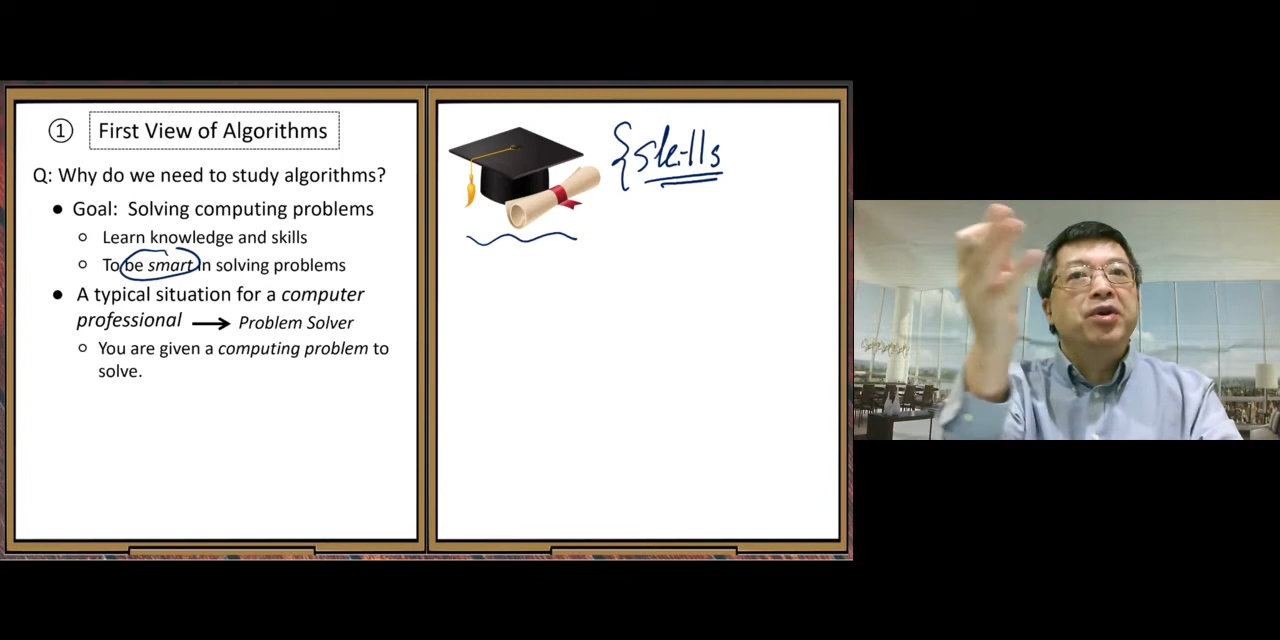 ① First View of Algorithms
Q: Why do we need to study algorithms?
● Goal: Solving computing problems
○ Learn knowledge and skills
○ To be smart in solving problems
● A typical situation for a computer
professional → Problem Solver
○ You are given a computing problem to
solve.
{skills